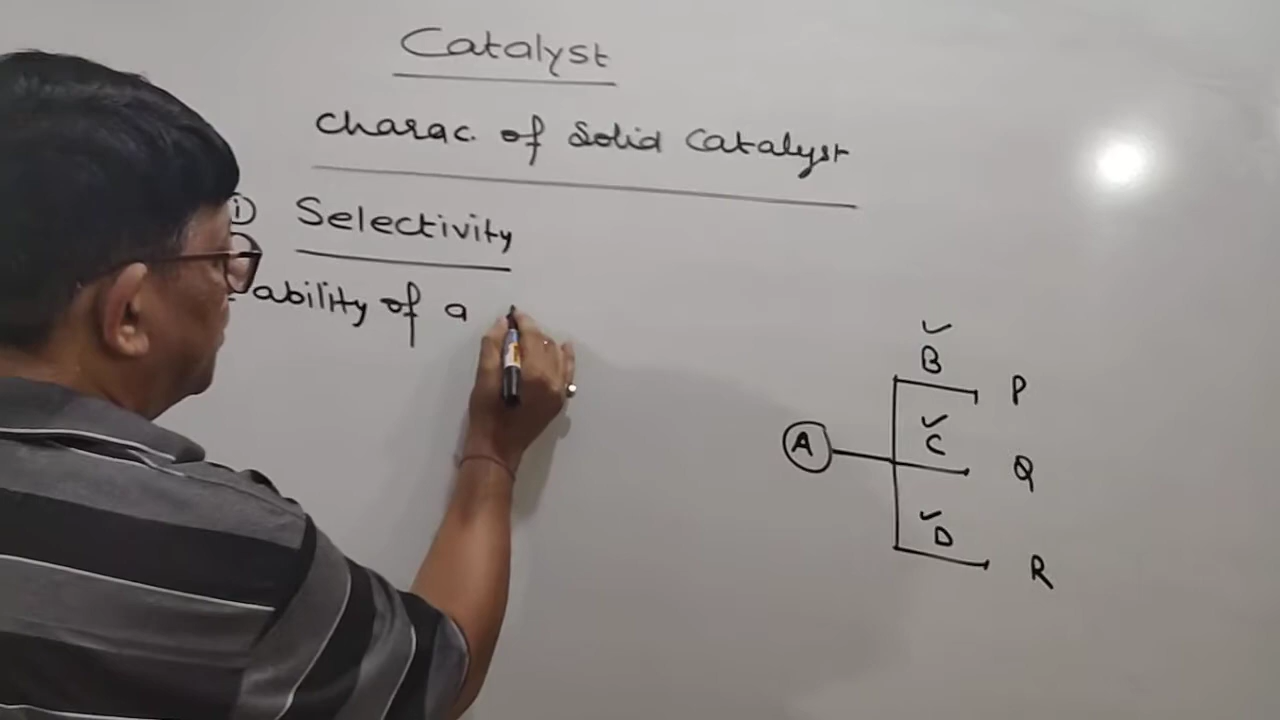 Catalyst
Charac. of Solid Catalyst
i Selectivity
ability of a
B
P
A
C
Q
D
R